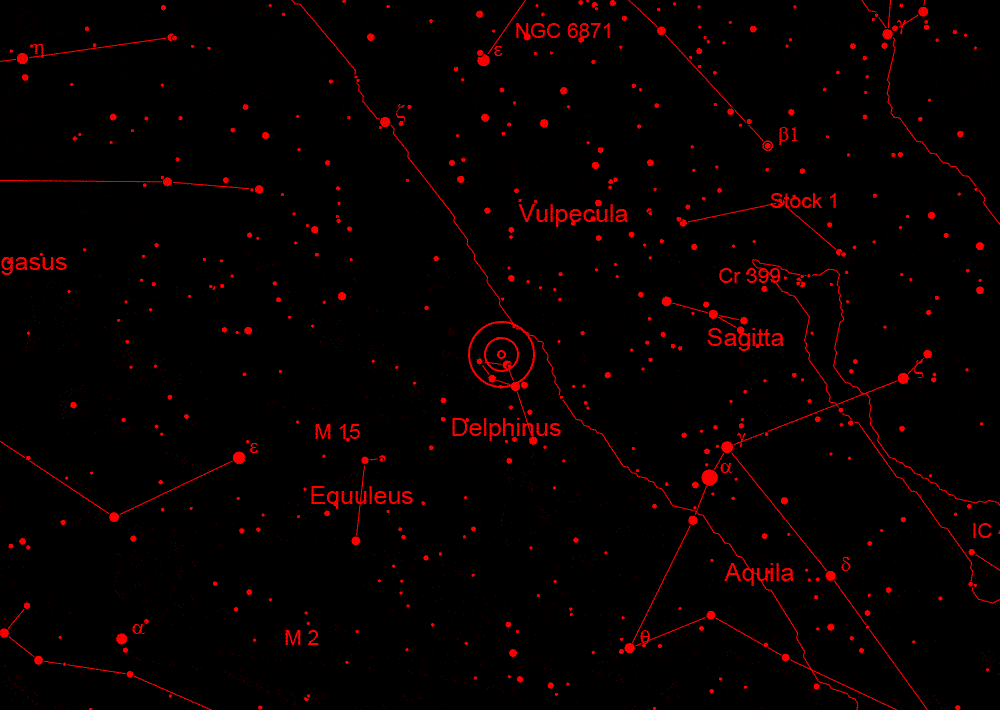 NGC 6871
γ
η
ε
ζ
β1
Stock 1
Vulpecula
gasus
Cr 399
Sagitta
ζ
Delphinus
M 15
γ
ε
α
Equuleus
IC
δ
Aquila
α
M 2
θ